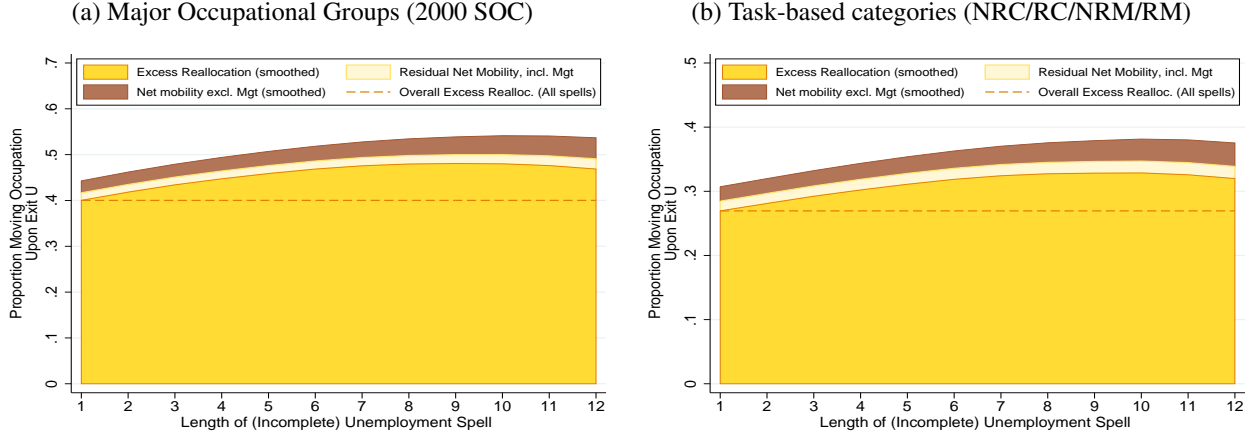 (a) Major Occupational Groups (2000 SOC)
Excess Reallocation (smoothed) Residual Net Mobility, incl. Mgt
Net mobility excl. Mgt (smoothed) Overall Excess Realloc. (All spells)
Proportion Moving Occupation
Upon Exit U
.7
.6
.5
.4
.3
.2
.1
0
1 2 3 4 5 6 7 8 9 10 11 12
Length of (Incomplete) Unemployment Spell
(b) Task-based categories (NRC/RC/NRM/RM)
Excess Reallocation (smoothed) Residual Net Mobility, incl. Mgt
Net mobility excl. Mgt (smoothed) Overall Excess Realloc. (All spells)
Proportion Moving Occupation
Upon Exit U
.5
.4
.3
.2
.1
0
1 2 3 4 5 6 7 8 9 10 11 12
Length of (Incomplete) Unemployment Spell